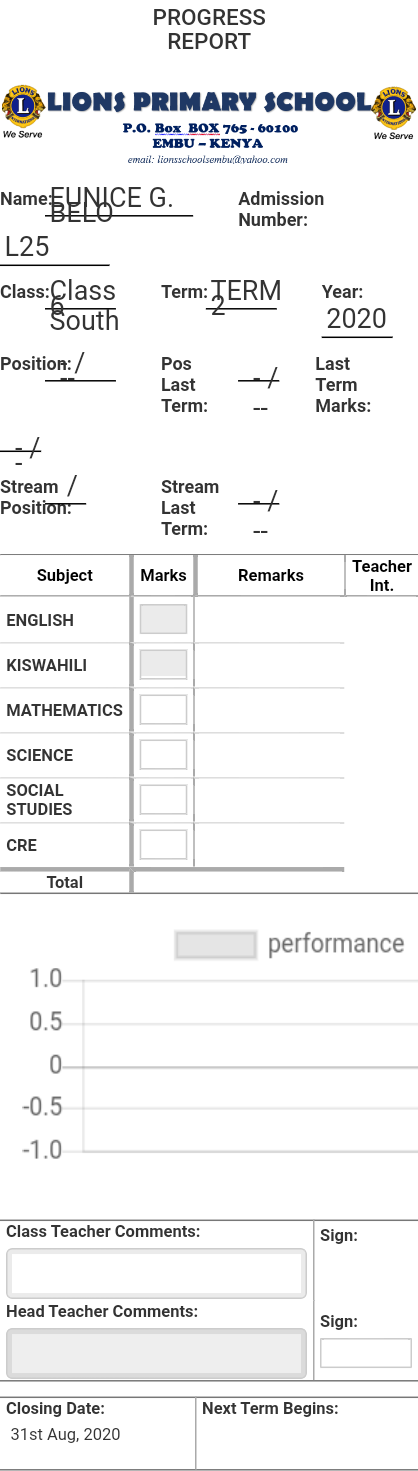 PROGRESS
REPORT
LIONS PRIMARY SCHOOL
P.O. Box BOX 765 - 60100
EMBU – KENYA
email: lionsschoolsembu@yahoo.com
LIONS L INTERNATIONAL
We Serve
LIONS L INTERNATIONAL
We Serve
Name: EUNICE G.
BELO
Admission
Number:
L25
Class: Class
6
South
Term: TERM
2
Year:
2020
Position: - /
--
Pos
Last
Term:
- /
--
Last
Term
Marks:
- /
-
Stream
Position:
/
Stream
Last
Term:
- /
--
Subject Marks Remarks Teacher
Int.
ENGLISH
KISWAHILI
MATHEMATICS
SCIENCE
SOCIAL
STUDIES
CRE
Total
performance
1.0
0.5
0
-0.5
-1.0
Class Teacher Comments:
Sign:
Head Teacher Comments:
Sign:
Closing Date:
31st Aug, 2020
Next Term Begins: